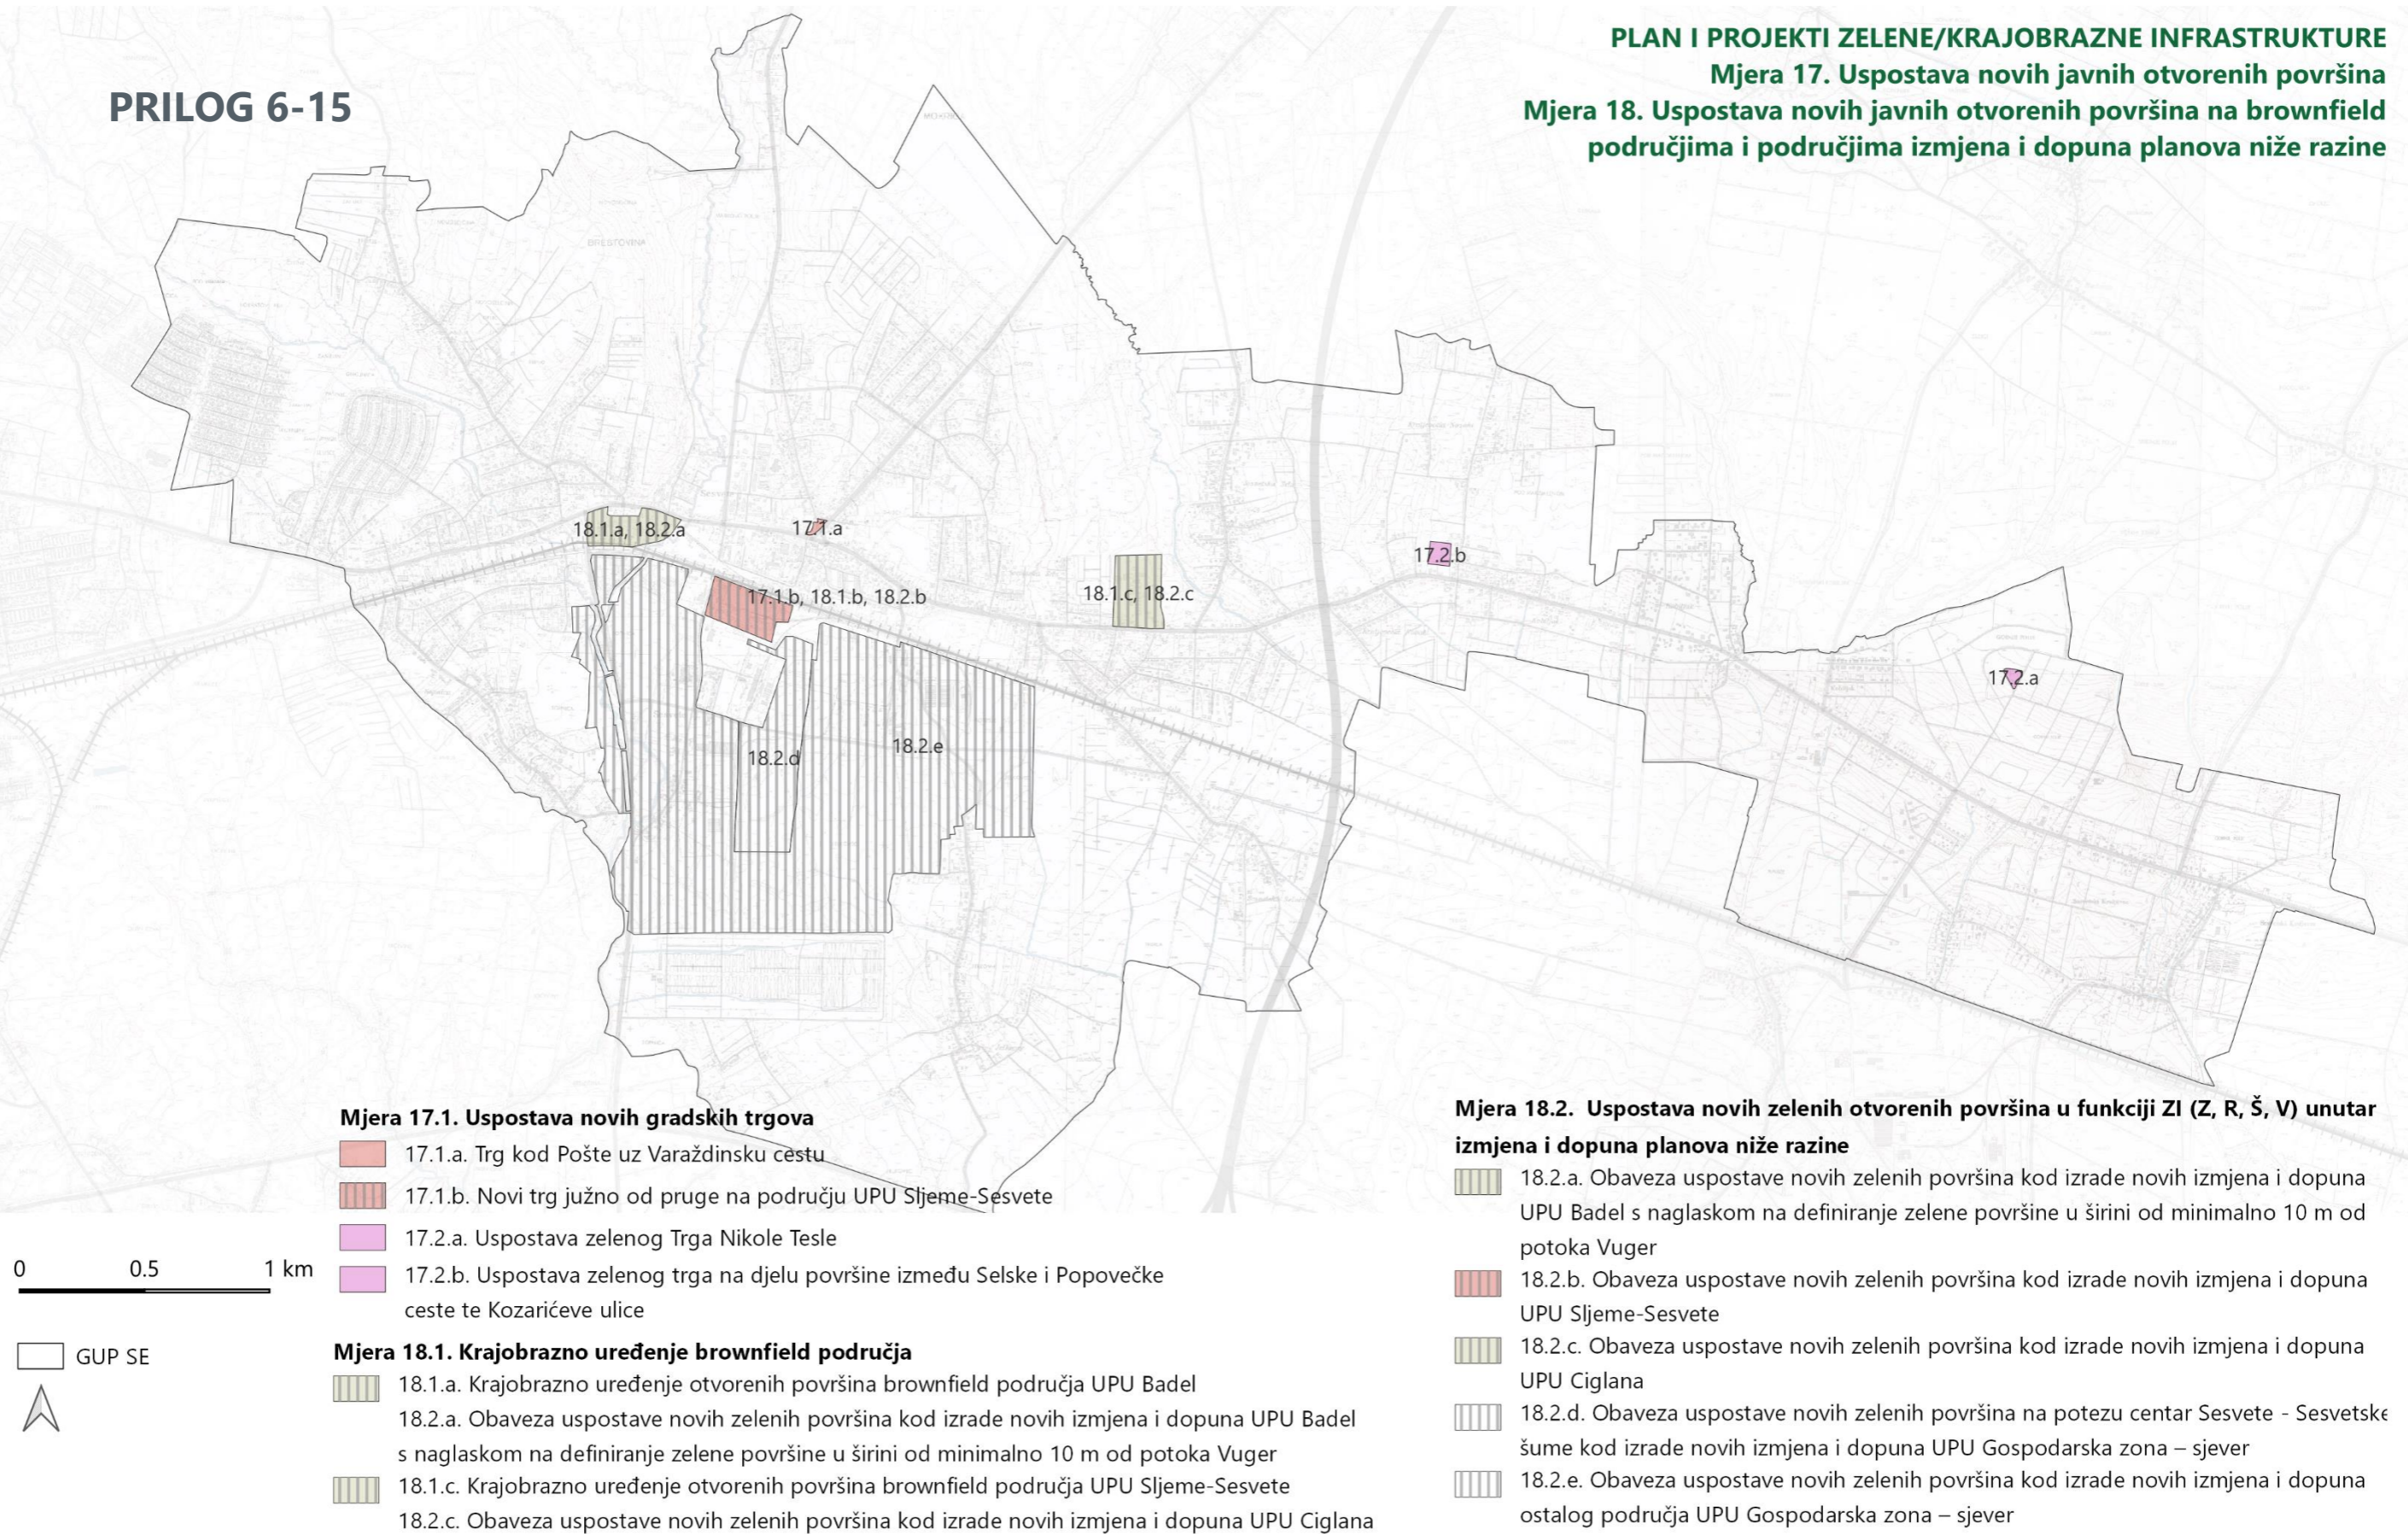 PRILOG 6-15
PLAN I PROJEKTI ZELENE/KRAJOBRAZNE INFRASTRUKTURE
Mjera 17. Uspostava novih javnih otvorenih površina
Mjera 18. Uspostava novih javnih otvorenih površina na brownfield
područjima i područjima izmjena i dopuna planova niže razine
BRESTOVINA
18.1.a, 18.2.a
17.1.a
17.2.b
17.1.b, 18.1.b, 18.2.b
18.1.c, 18.2.c
17.2.a
18.2.d
18.2.e
Mjera 17.1. Uspostava novih gradskih trgova
17.1.a. Trg kod Pošte uz Varaždinsku cestu
17.1.b. Novi trg južno od pruge na području UPU Sljeme-Sesvete
17.2.a. Uspostava zelenog Trga Nikole Tesle
17.2.b. Uspostava zelenog trga na djelu površine između Selske i Popovečke
ceste te Kozarićeve ulice
0 0.5 1 km
GUP SE
Mjera 18.1. Krajobrazno uređenje brownfield područja
18.1.a. Krajobrazno uređenje otvorenih površina brownfield područja UPU Badel
18.2.a. Obaveza uspostave novih zelenih površina kod izrade novih izmjena i dopuna UPU Badel
s naglaskom na definiranje zelene površine u širini od minimalno 10 m od potoka Vuger
18.1.c. Krajobrazno uređenje otvorenih površina brownfield područja UPU Sljeme-Sesvete
18.2.c. Obaveza uspostave novih zelenih površina kod izrade novih izmjena i dopuna UPU Ciglana
Mjera 18.2. Uspostava novih zelenih otvorenih površina u funkciji ZI (Z, R, Š, V) unutar
izmjena i dopuna planova niže razine
18.2.a. Obaveza uspostave novih zelenih površina kod izrade novih izmjena i dopuna
UPU Badel s naglaskom na definiranje zelene površine u širini od minimalno 10 m od
potoka Vuger
18.2.b. Obaveza uspostave novih zelenih površina kod izrade novih izmjena i dopuna
UPU Sljeme-Sesvete
18.2.c. Obaveza uspostave novih zelenih površina kod izrade novih izmjena i dopuna
UPU Ciglana
18.2.d. Obaveza uspostave novih zelenih površina na potezu centar Sesvete - Sesvetske
šume kod izrade novih izmjena i dopuna UPU Gospodarska zona – sjever
18.2.e. Obaveza uspostave novih zelenih površina kod izrade novih izmjena i dopuna
ostalog područja UPU Gospodarska zona – sjever